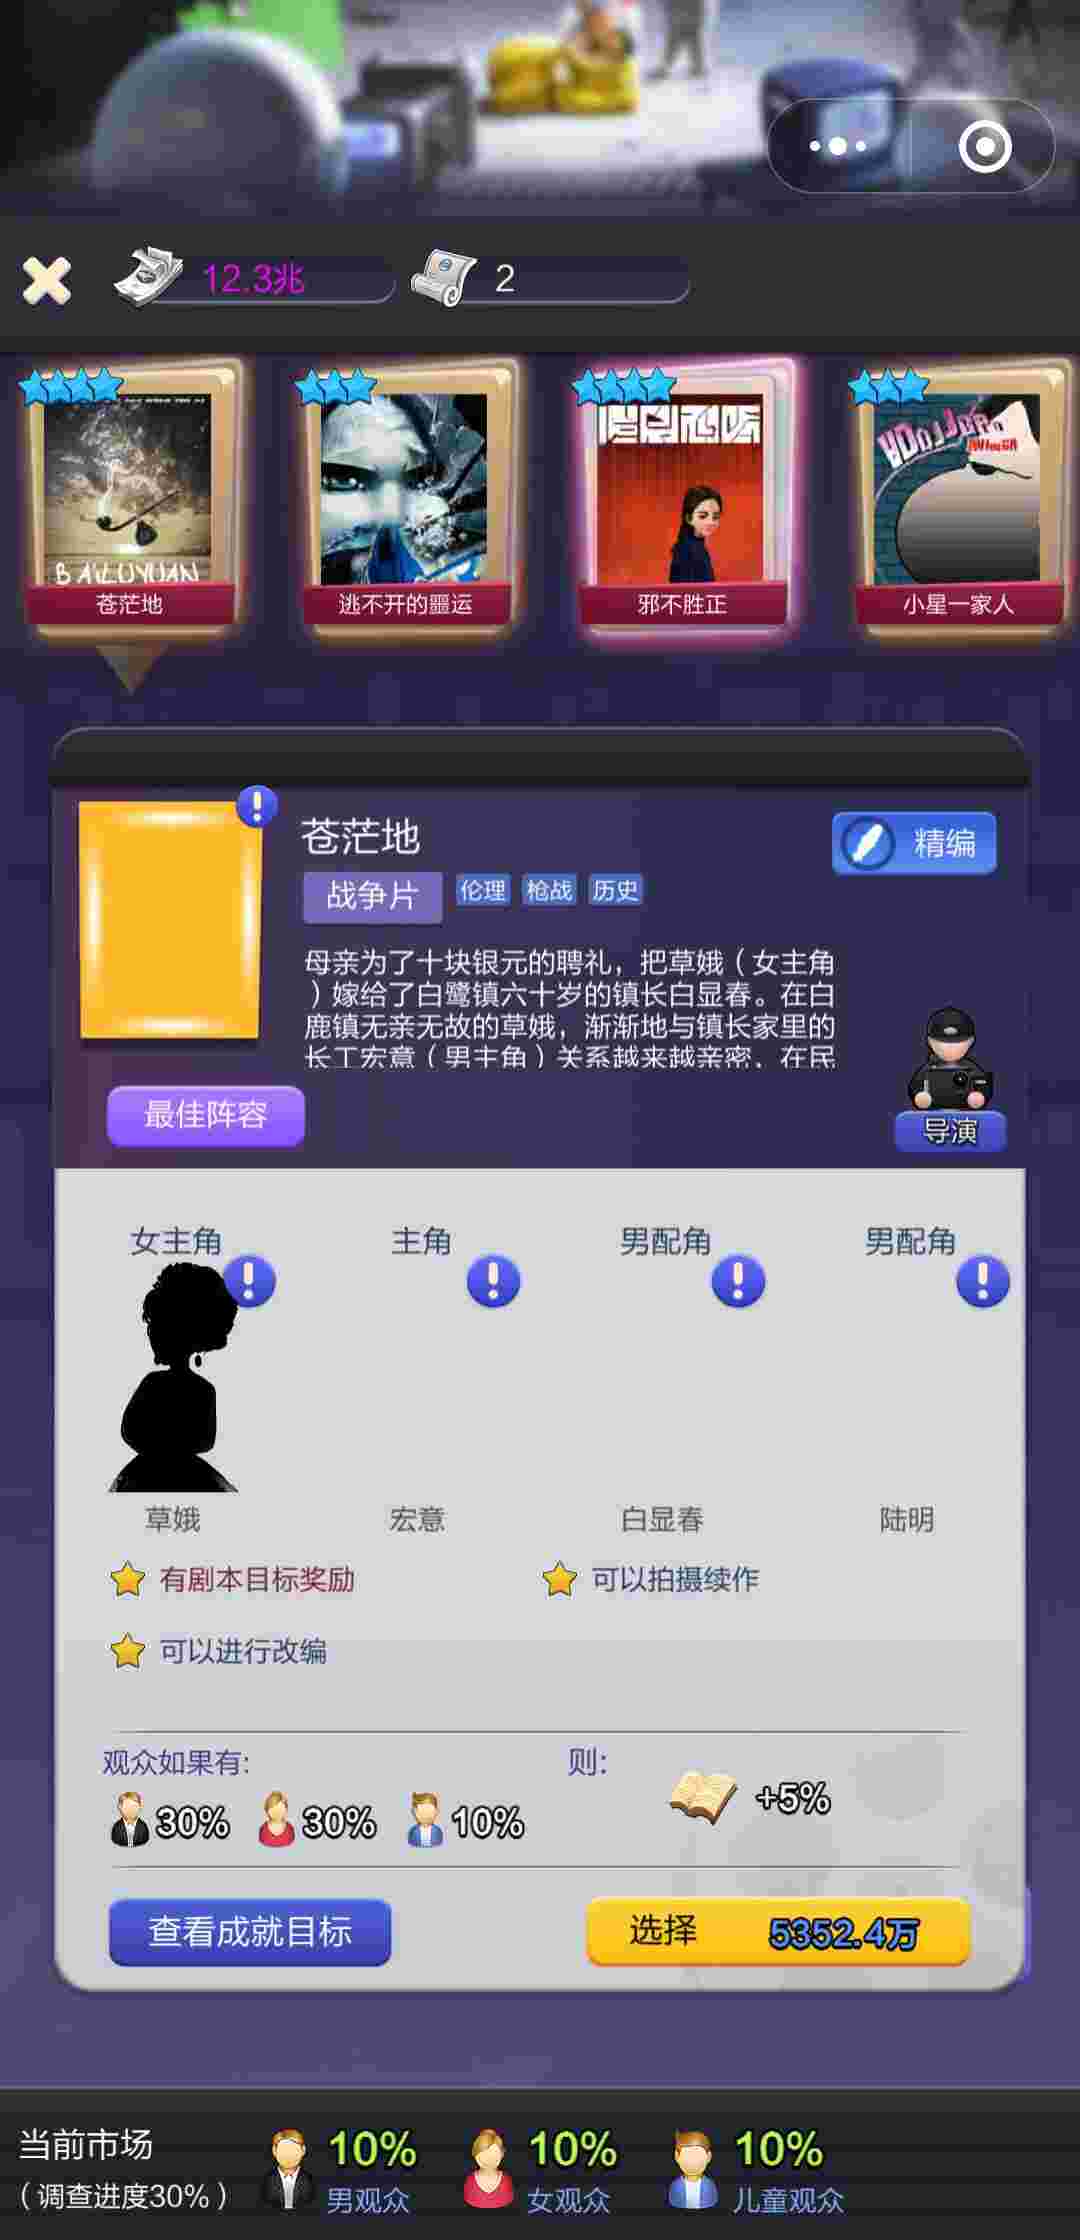 12.3兆
2
BAILUYUAN
苍茫地
逃不开的噩运
邪不胜正
小星一家人
苍茫地
精编
战争片
伦理
枪战
历史
母亲为了十块银元的聘礼，把草娥（女主角
）嫁给了白鹭镇六十岁的镇长白显春。在白
鹿镇无亲无故的草娥，渐渐地与镇长家里的
长工宏意（男主角）关系越来越亲密，在民
最佳阵容
导演
女主角
主角
男配角
男配角
草娥
宏意
白显春
陆明
有剧本目标奖励
可以拍摄续作
可以进行改编
观众如果有:
则:
30%
30%
10%
+5%
查看成就目标
选择
5352.4万
当前市场
（调查进度30%）
10%
男观众
10%
女观众
10%
儿童观众